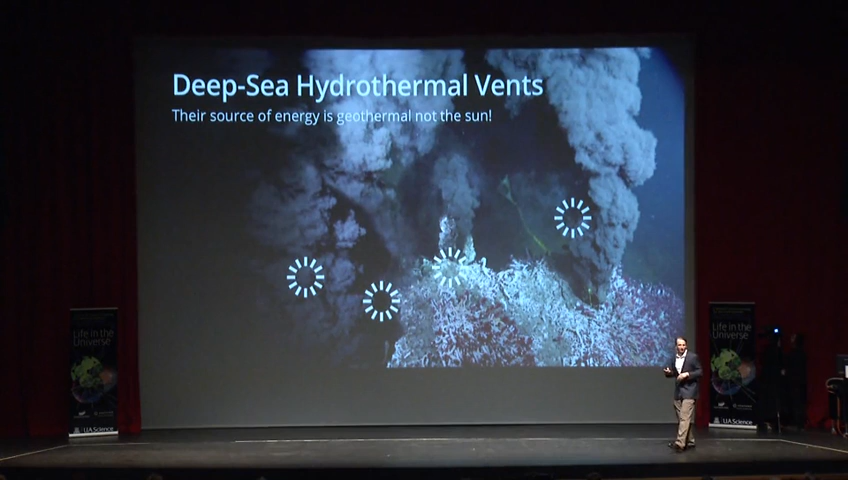 Deep-Sea Hydrothermal Vents
Their source of energy is geothermal not the sun!
Life in the
Universe
UA Science
Life in the
Universe
UA Science